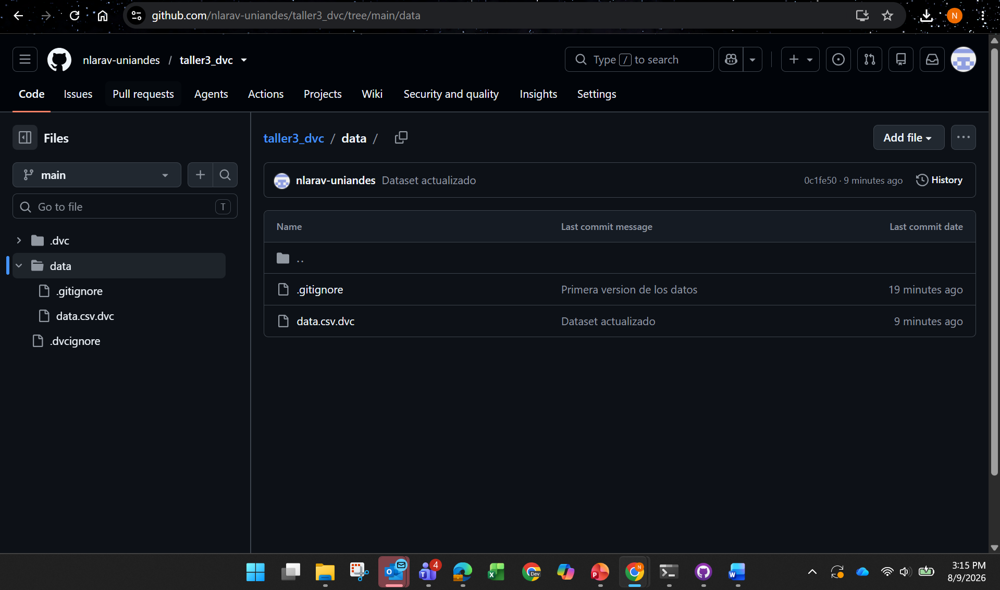 github.com/nlarav-uniandes/taller3_dvc/tree/main/data
N
nlarav-uniandes / taller3_dvc
Type / to search
Code Issues Pull requests Agents Actions Projects Wiki Security and quality Insights Settings
Files
taller3_dvc / data /
Add file
main
nlarav-uniandes Dataset actualizado 0c1fe50 · 9 minutes ago History
Go to file T
Name Last commit message Last commit date
.dvc
..
data
.gitignore Primera version de los datos 19 minutes ago
.gitignore
data.csv.dvc
data.csv.dvc Dataset actualizado 9 minutes ago
.dvcignore
4
Dev
N
3:15 PM
8/9/2026